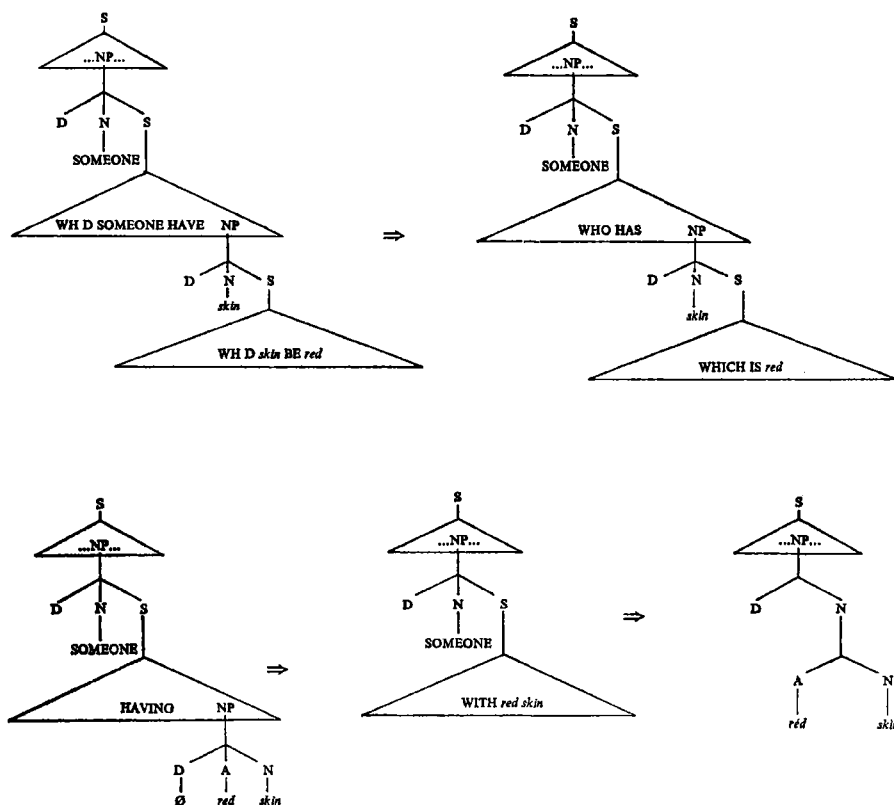 S S
...NP... ...NP...
D N S D N S
SOMEONE SOMEONE
WH D SOMEONE HAVE NP ⇒ WHO HAS NP
D N S D N S
skin skin
WH D skin BE red WHICH IS red
S S S
...NP... ...NP... ...NP...
D N S D N S ⇒ D N
SOMEONE SOMEONE
⇒
HAVING NP WITH red skin A N
réd skin
D A N
Ø red skin